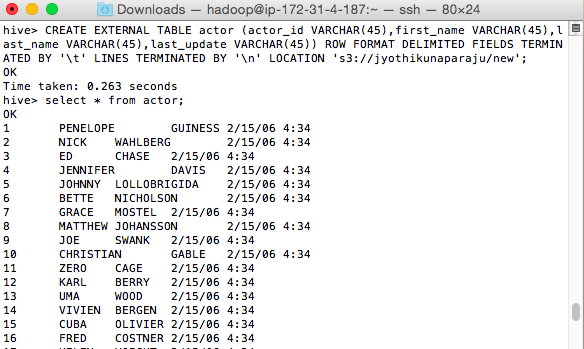 Downloads — hadoop@ip-172-31-4-187:~ — ssh — 80×24
hive> CREATE EXTERNAL TABLE actor (actor_id VARCHAR(45),first_name VARCHAR(45),l
ast_name VARCHAR(45),last_update VARCHAR(45)) ROW FORMAT DELIMITED FIELDS TERMIN
ATED BY '\t' LINES TERMINATED BY '\n' LOCATION 's3://jyothikunaparaju/new';
OK
Time taken: 0.263 seconds
hive> select * from actor;
OK
1 PENELOPE GUINESS 2/15/06 4:34
2 NICK WAHLBERG 2/15/06 4:34
3 ED CHASE 2/15/06 4:34
4 JENNIFER DAVIS 2/15/06 4:34
5 JOHNNY LOLLOBRIGIDA 2/15/06 4:34
6 BETTE NICHOLSON 2/15/06 4:34
7 GRACE MOSTEL 2/15/06 4:34
8 MATTHEW JOHANSSON 2/15/06 4:34
9 JOE SWANK 2/15/06 4:34
10 CHRISTIAN GABLE 2/15/06 4:34
11 ZERO CAGE 2/15/06 4:34
12 KARL BERRY 2/15/06 4:34
13 UMA WOOD 2/15/06 4:34
14 VIVIEN BERGEN 2/15/06 4:34
15 CUBA OLIVIER 2/15/06 4:34
16 FRED COSTNER 2/15/06 4:34